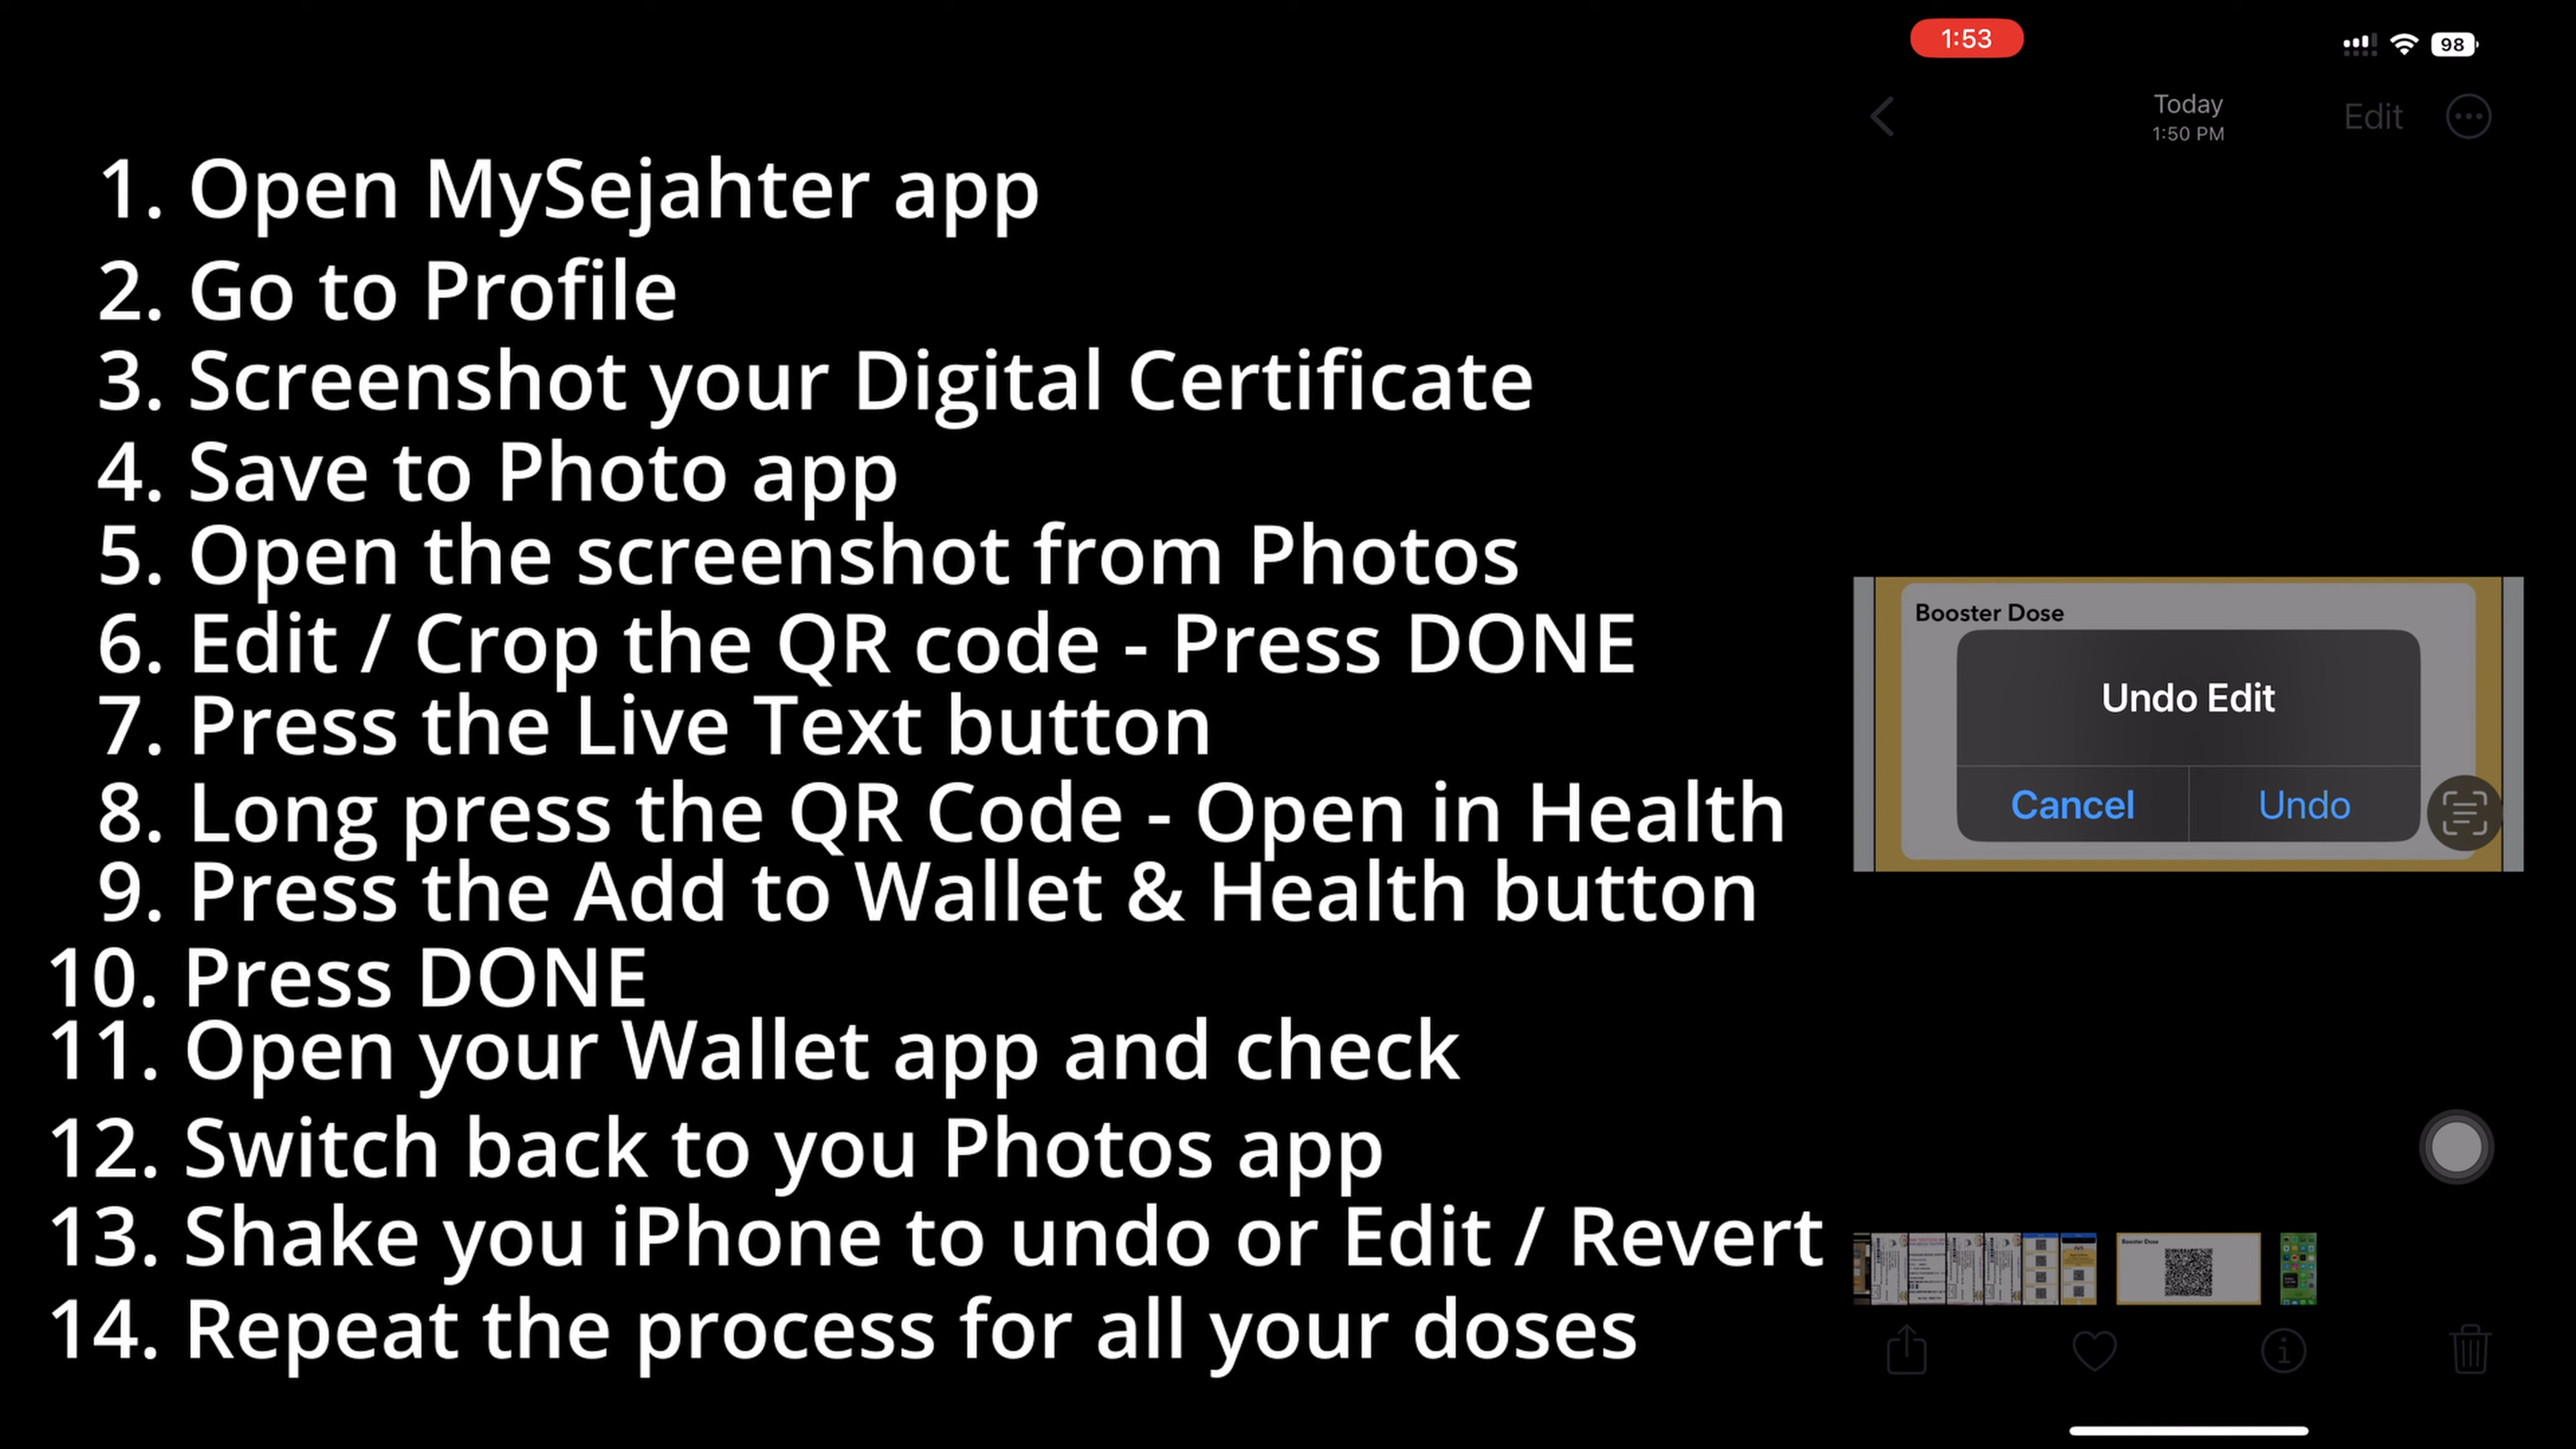 1:53
98
Today
1:50 PM
Edit
1. Open MySejahter app
2. Go to Profile
3. Screenshot your Digital Certificate
4. Save to Photo app
5. Open the screenshot from Photos
6. Edit / Crop the QR code - Press DONE
7. Press the Live Text button
8. Long press the QR Code - Open in Health
9. Press the Add to Wallet & Health button
10. Press DONE
11. Open your Wallet app and check
12. Switch back to you Photos app
13. Shake you iPhone to undo or Edit / Revert
14. Repeat the process for all your doses
Booster Dose
Undo Edit
Cancel
Undo
Booster Dose